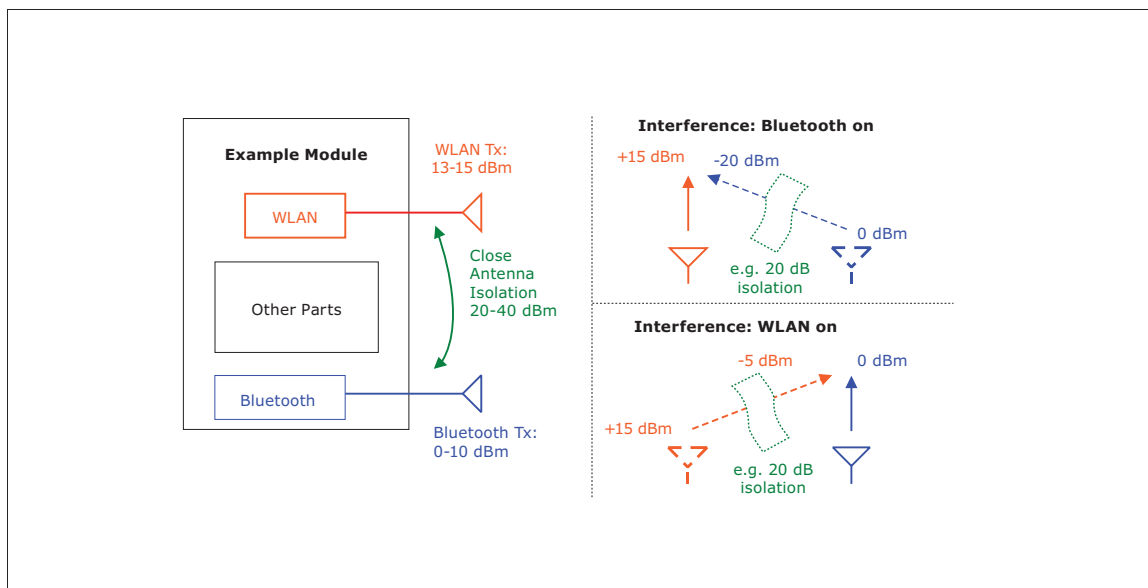 Example Module
WLAN
Other Parts
Bluetooth
WLAN Tx:
13-15 dBm
Close
Antenna
Isolation
20-40 dBm
Bluetooth Tx:
0-10 dBm
Interference: Bluetooth on
+15 dBm
-20 dBm
0 dBm
e.g. 20 dB
isolation
Interference: WLAN on
-5 dBm
0 dBm
+15 dBm
e.g. 20 dB
isolation